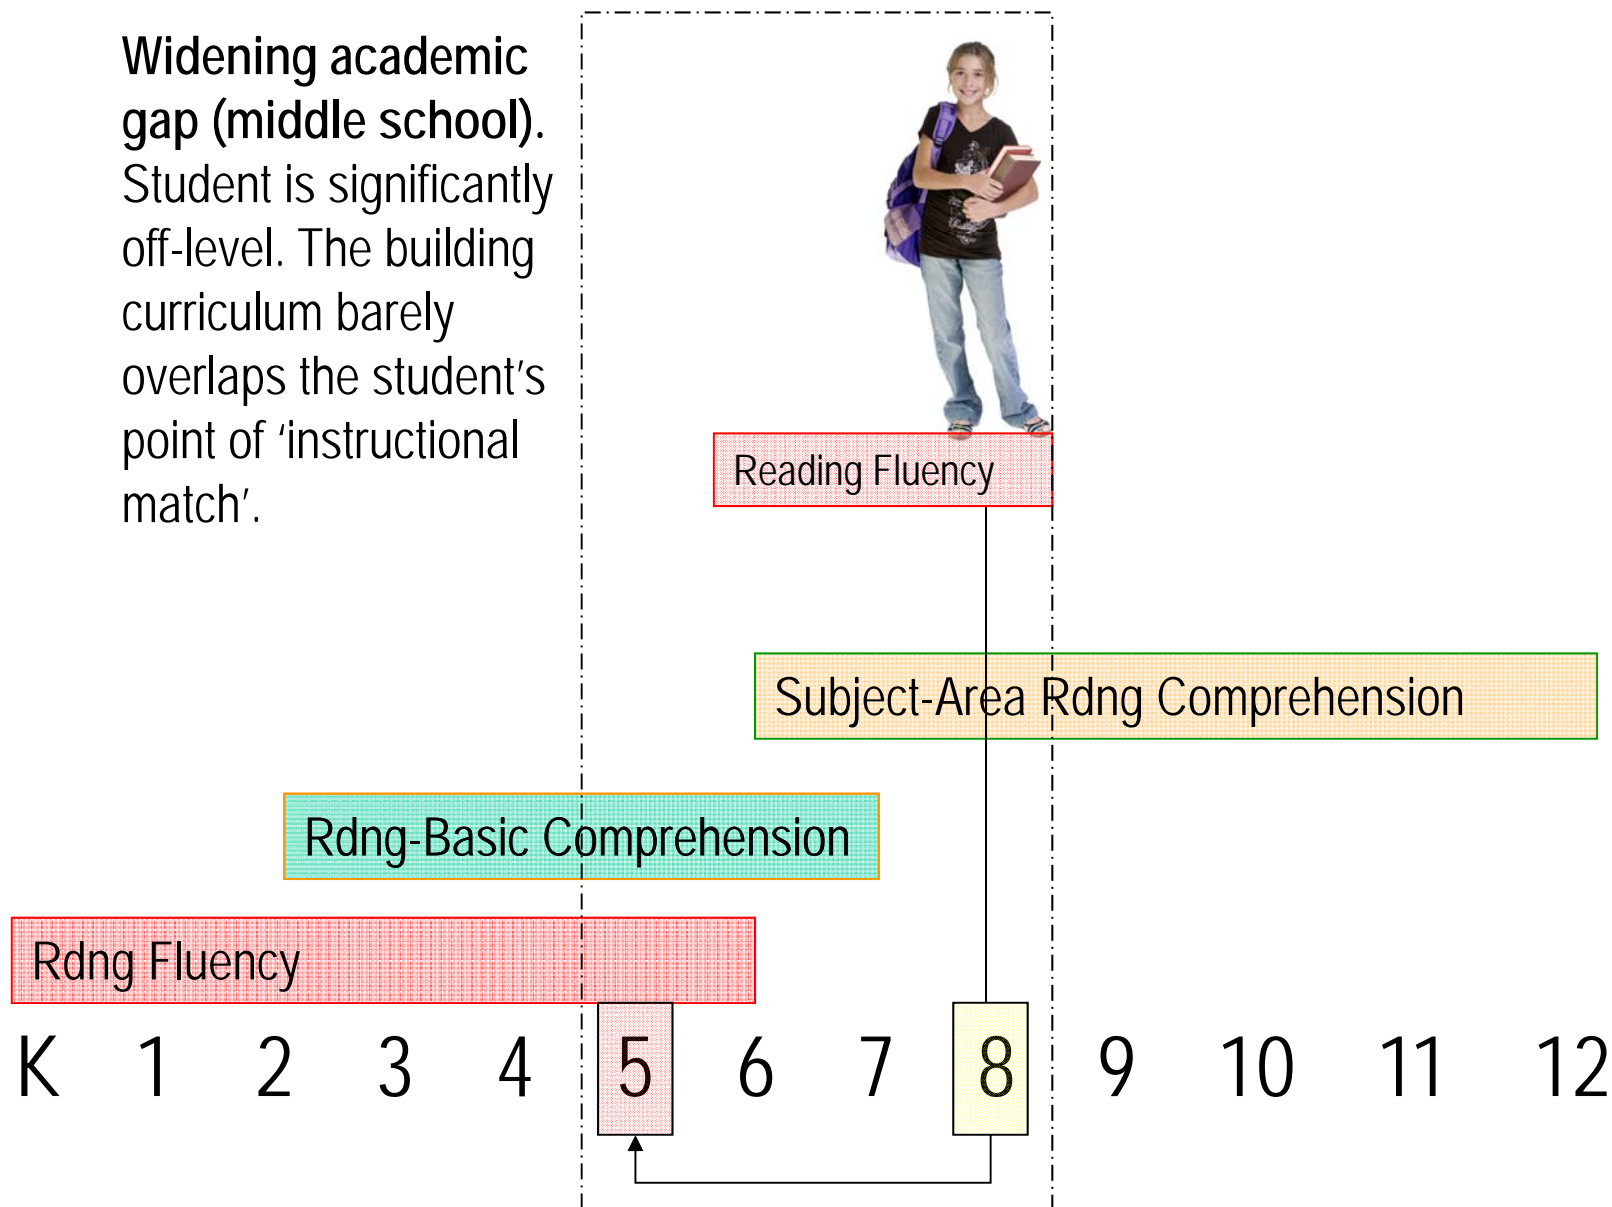 Widening academic
gap (middle school).
Student is significantly
off-level. The building
curriculum barely
overlaps the student’s
point of ‘instructional
match’.
Reading Fluency
Subject-Area Rdng Comprehension
Rdng-Basic Comprehension
Rdng Fluency
K 1 2 3 4 5 6 7 8 9 10 11 12